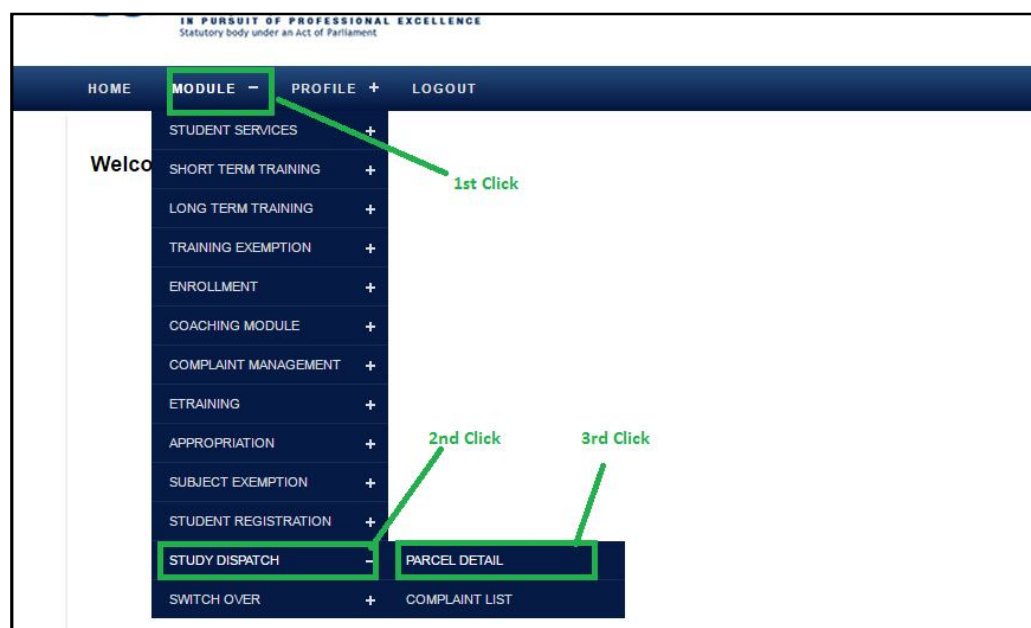 IN PURSUIT OF PROFESSIONAL EXCELLENCE
Statutory body under an Act of Parliament
HOME MODULE − PROFILE + LOGOUT
STUDENT SERVICES +
SHORT TERM TRAINING +
Welco
1st Click
LONG TERM TRAINING +
TRAINING EXEMPTION +
ENROLLMENT +
COACHING MODULE +
COMPLAINT MANAGEMENT +
ETRAINING +
APPROPRIATION +
2nd Click 3rd Click
SUBJECT EXEMPTION +
STUDENT REGISTRATION +
STUDY DISPATCH − PARCEL DETAIL
SWITCH OVER + COMPLAINT LIST